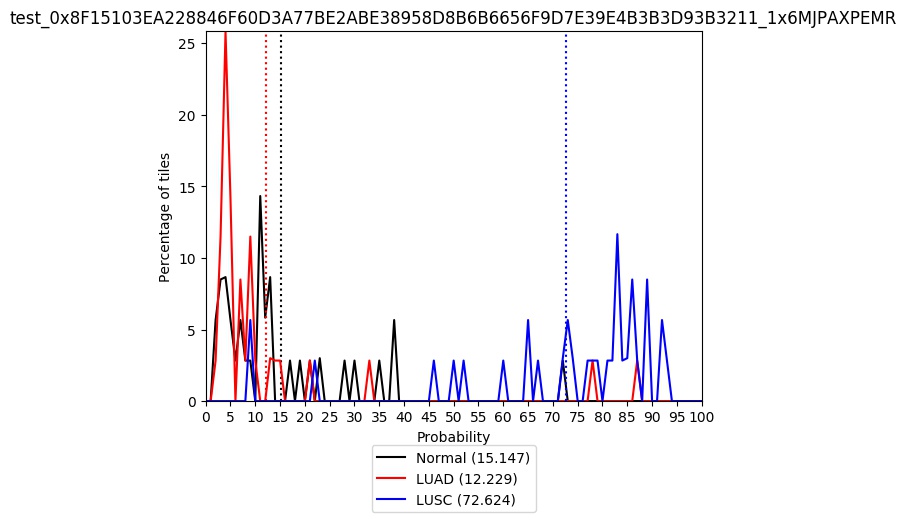 test_0x8F15103EA228846F60D3A77BE2ABE38958D8B6B6656F9D7E39E4B3B3D93B3211_1x6MJPAXPEMR
25
20
15
10
5
0
Percentage of tiles
0 5 10 15 20 25 30 35 40 45 50 55 60 65 70 75 80 85 90 95 100
Probability
Normal (15.147)
LUAD (12.229)
LUSC (72.624)